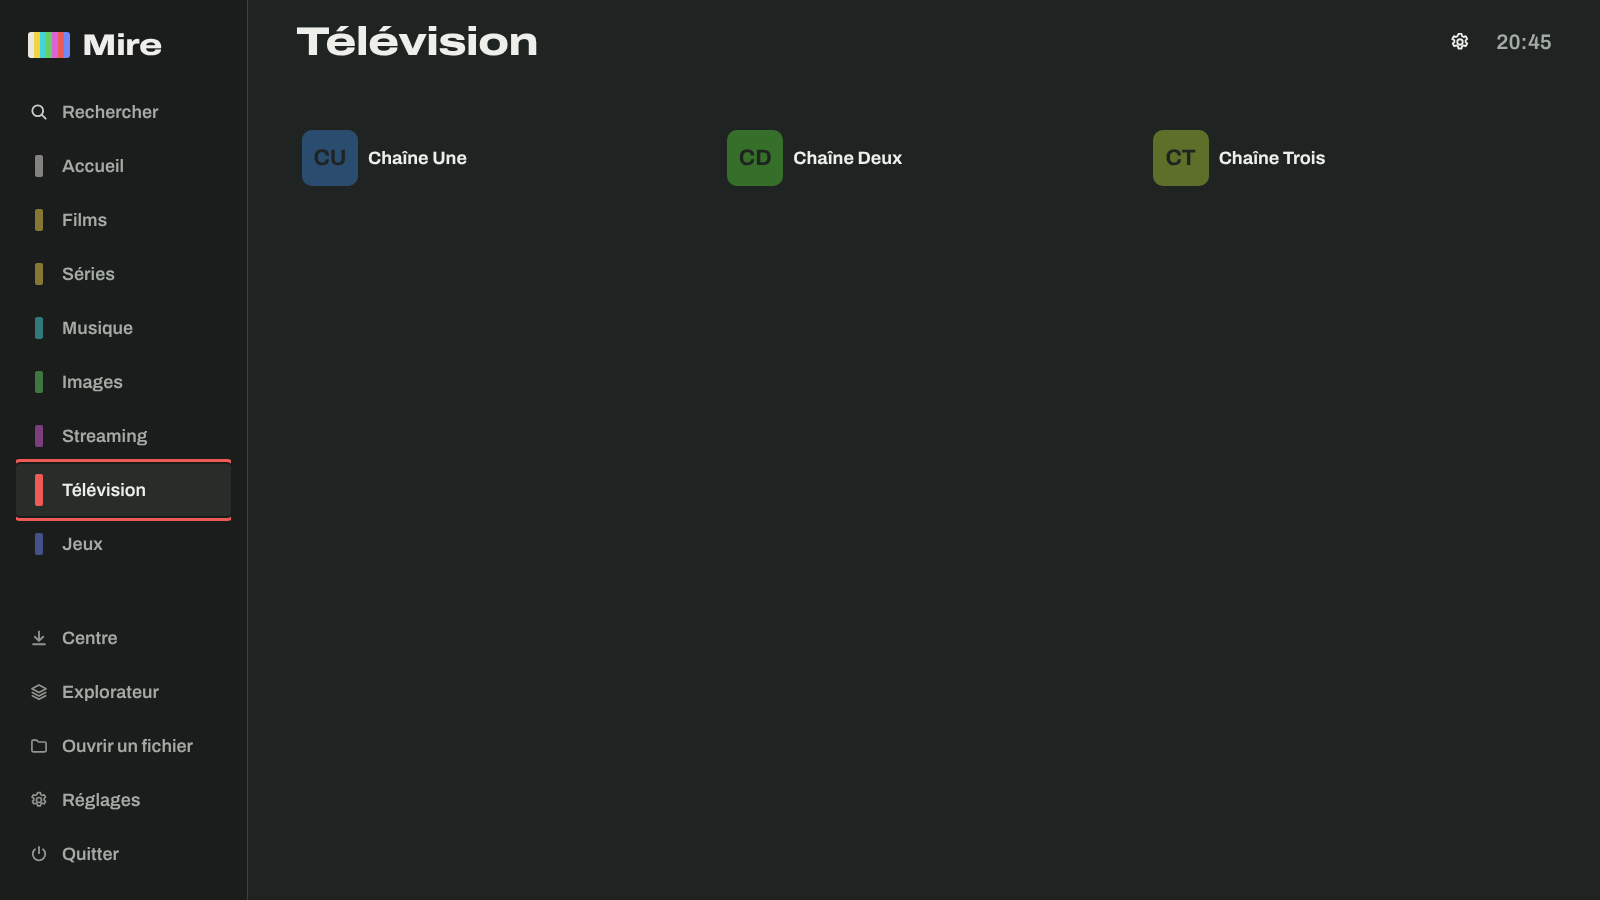 Mire
Rechercher
Accueil
Films
Séries
Musique
Images
Streaming
Télévision
Jeux
Centre
Explorateur
Ouvrir un fichier
Réglages
Quitter
Télévision
20:45
CU Chaîne Une
CD Chaîne Deux
CT Chaîne Trois